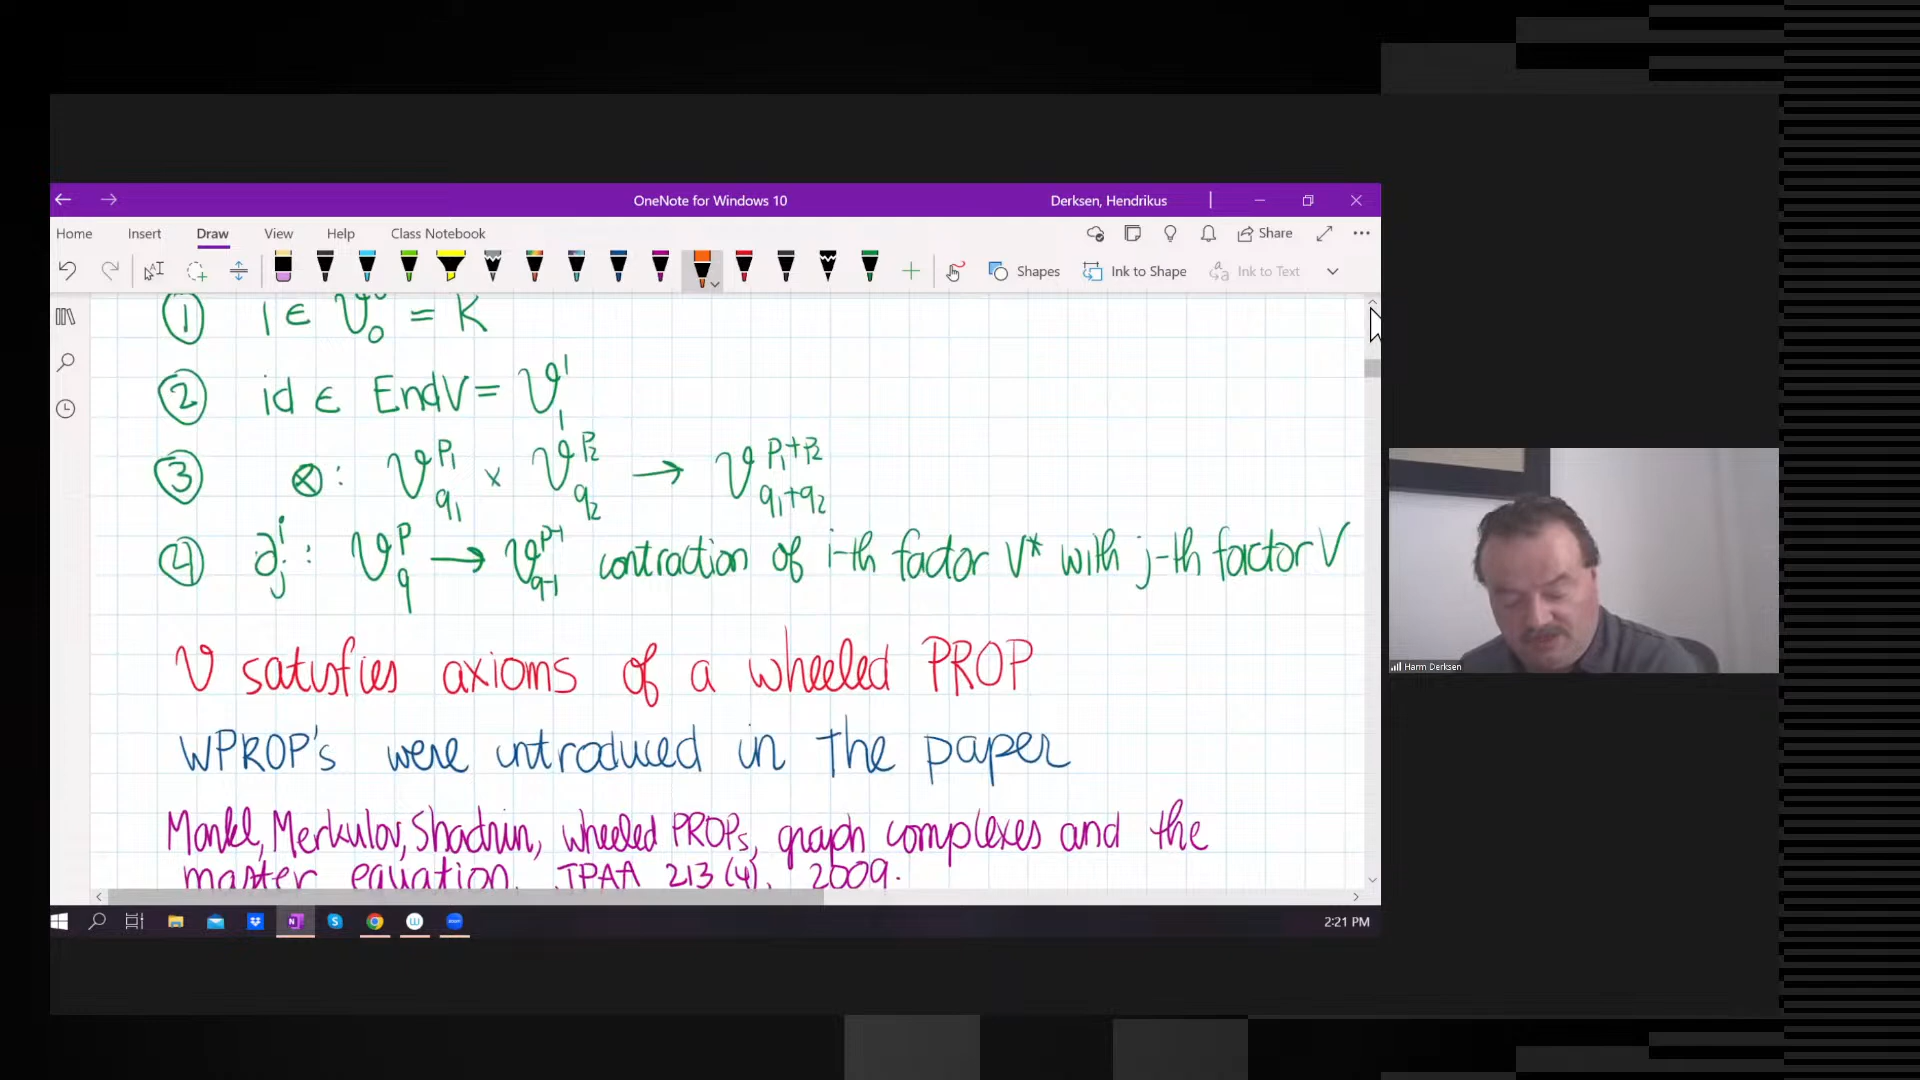 OneNote for Windows 10
Derksen, Hendrikus
Home Insert Draw View Help Class Notebook
Share
Shapes Ink to Shape Ink to Text
① 1 ∈ 𝒱₀⁰ = K
② id ∈ End V = 𝒱₁¹
③ ⊗ : 𝒱^{p₁}_{q₁} × 𝒱^{p₂}_{q₂} → 𝒱^{p₁+p₂}_{q₁+q₂}
④ ∂ⁱⱼ : 𝒱^p_q → 𝒱^{p-1}_{q-1} contraction of i-th factor V* with j-th factor V
𝒱 satisfies axioms of a wheeled PROP
WPROP's were introduced in the paper
Markl, Merkulov, Shadrin, wheeled PROPs, graph complexes and the
master equation, JPAA 213 (4), 2009.
Harm Derksen
2:21 PM